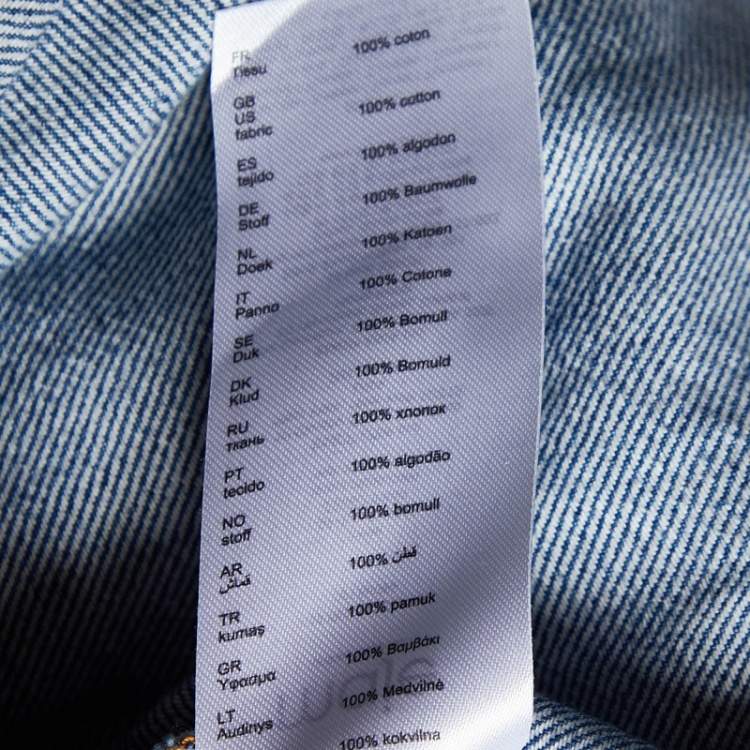 FR 100% coton
Tissu
GB
US 100% cotton
fabric
ES 100% algodon
tejido
DE 100% Baumwolle
Stoff
NL 100% Katoen
Doek
IT 100% Cotone
Panno
SE 100% Bomull
Duk
DK 100% Bomuld
Klud
RU 100% хлопок
ткань
PT 100% algodão
tecido
NO 100% bomull
stoff
AR 100% قطن
قماش
TR 100% pamuk
kumaş
GR 100% Βαμβάκι
Υφασμα
LT 100% Medvilnė
Audinys
100% kokvilna